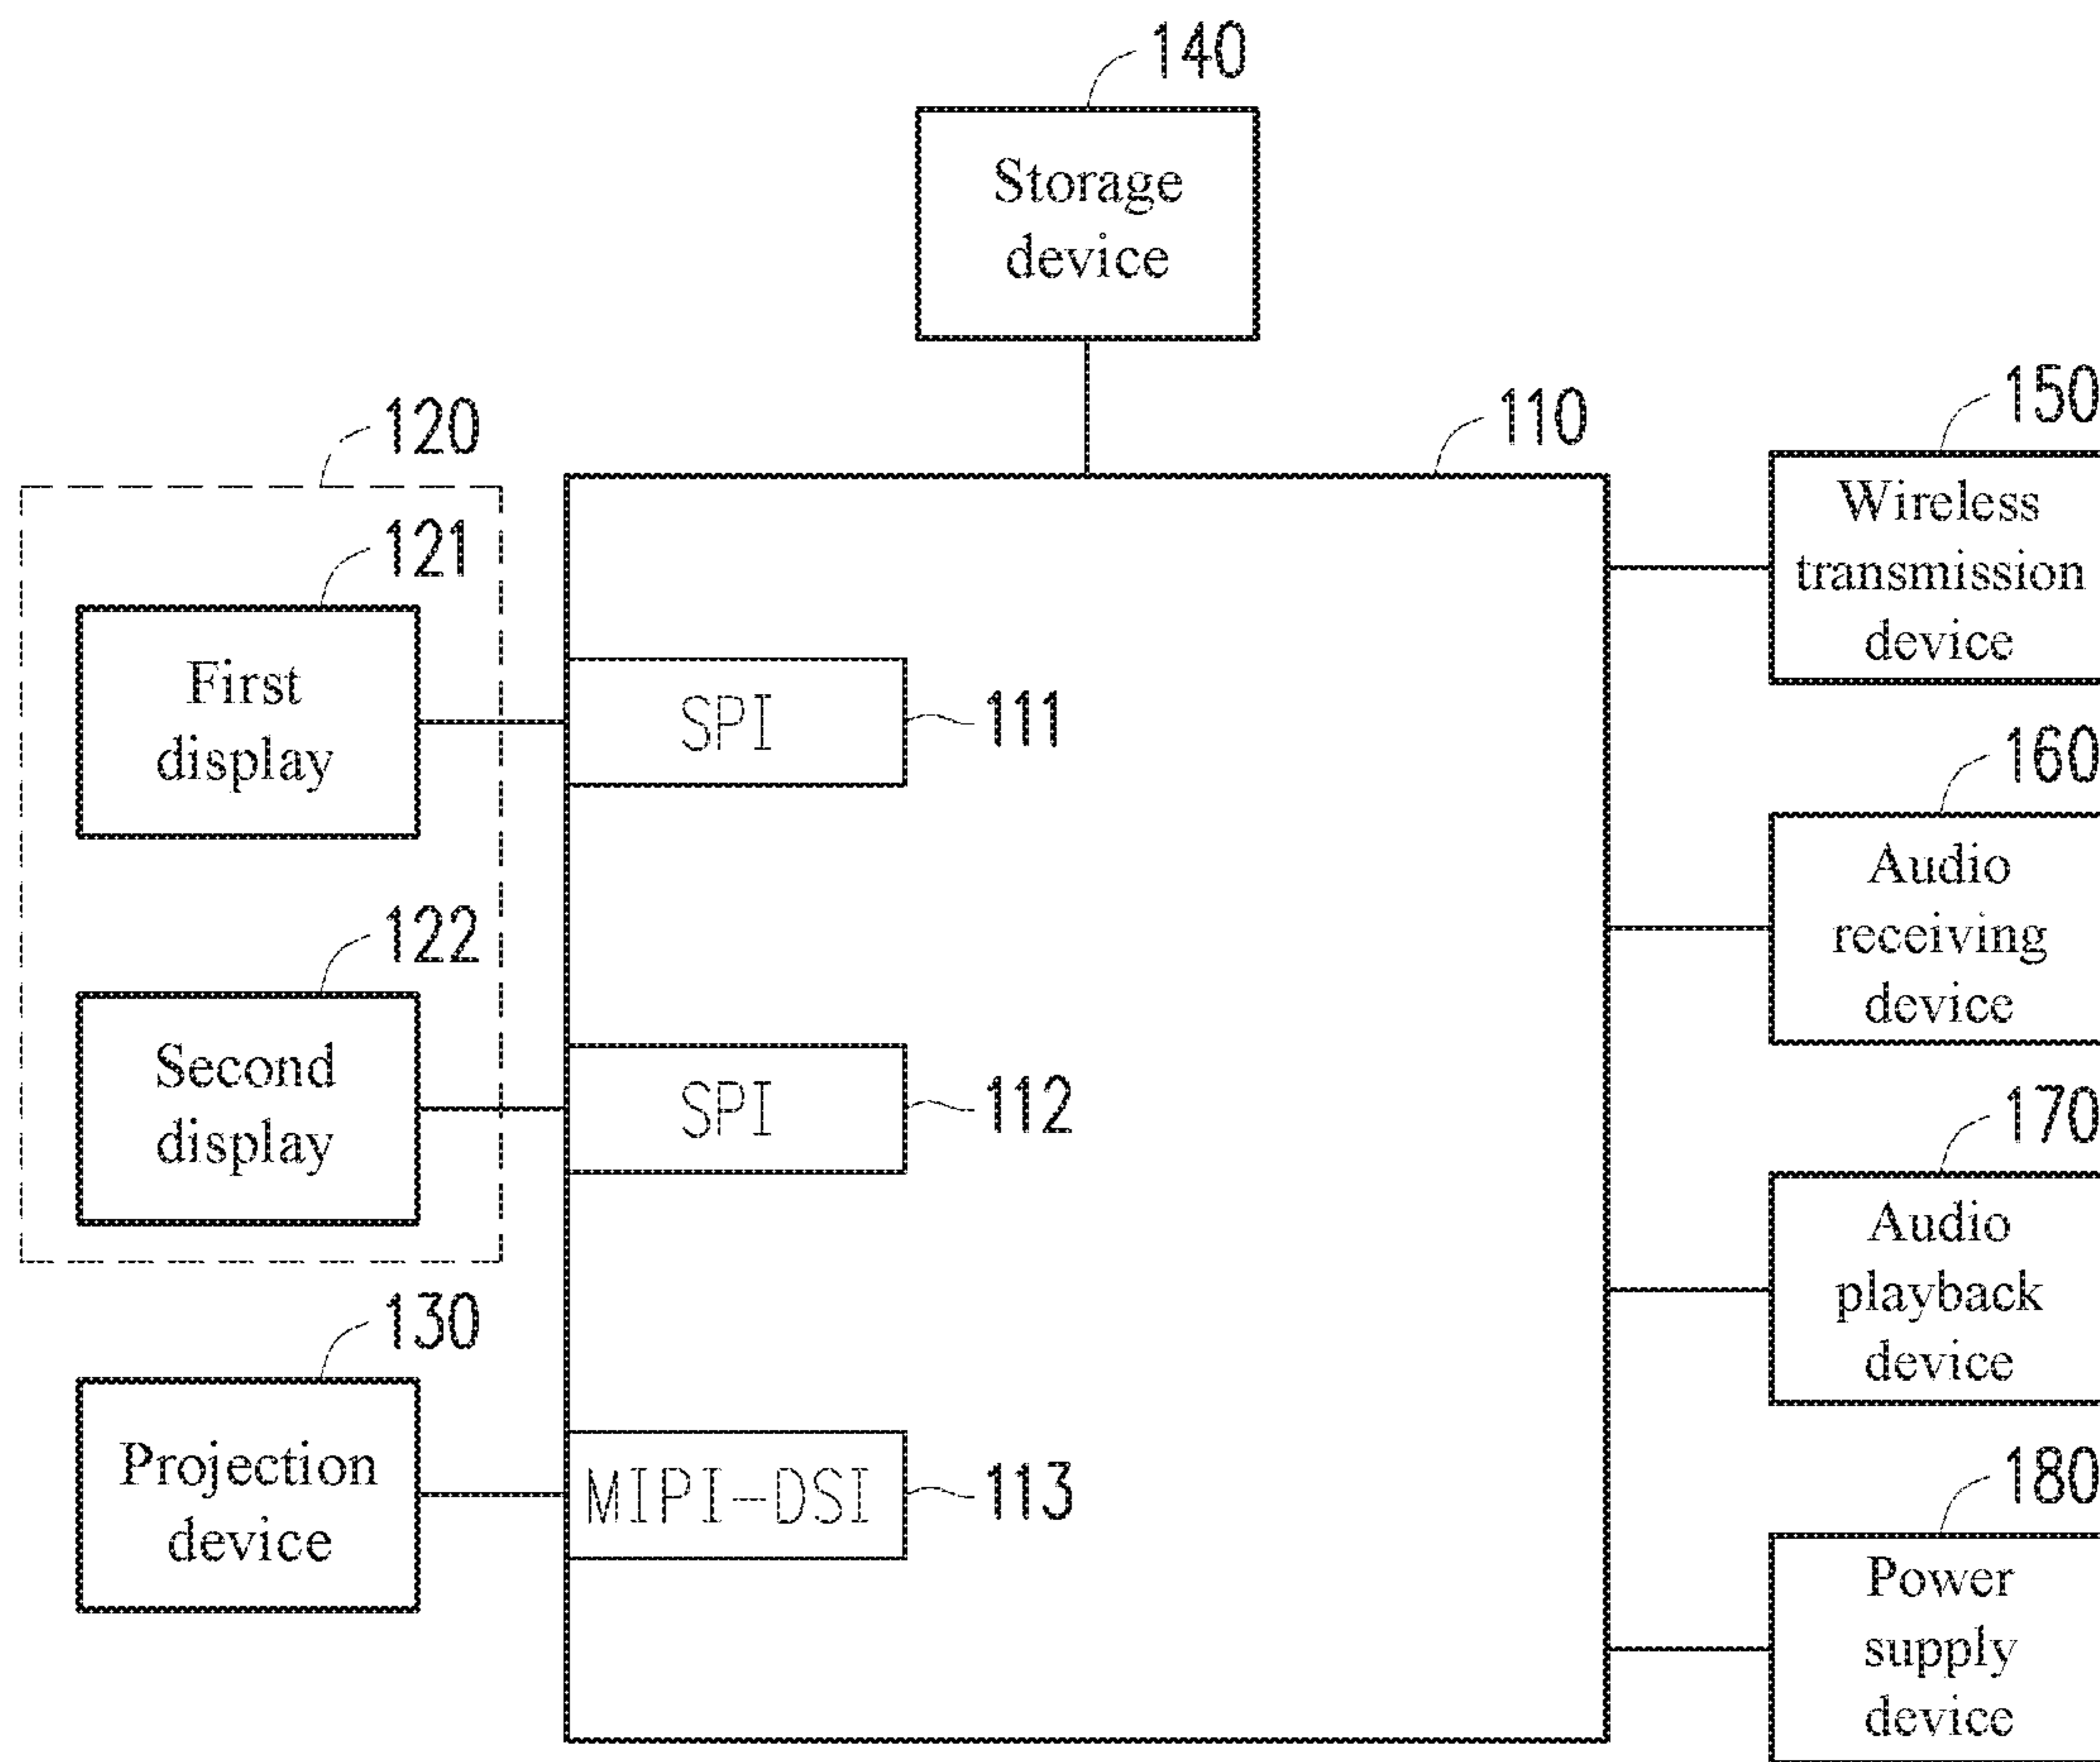 140
Storage
device
110
120
121
First
display
SPI
111
122
Second
display
SPI
112
130
Projection
device
MIPI-DSI
113
150
Wireless
transmission
device
160
Audio
receiving
device
170
Audio
playback
device
180
Power
supply
device